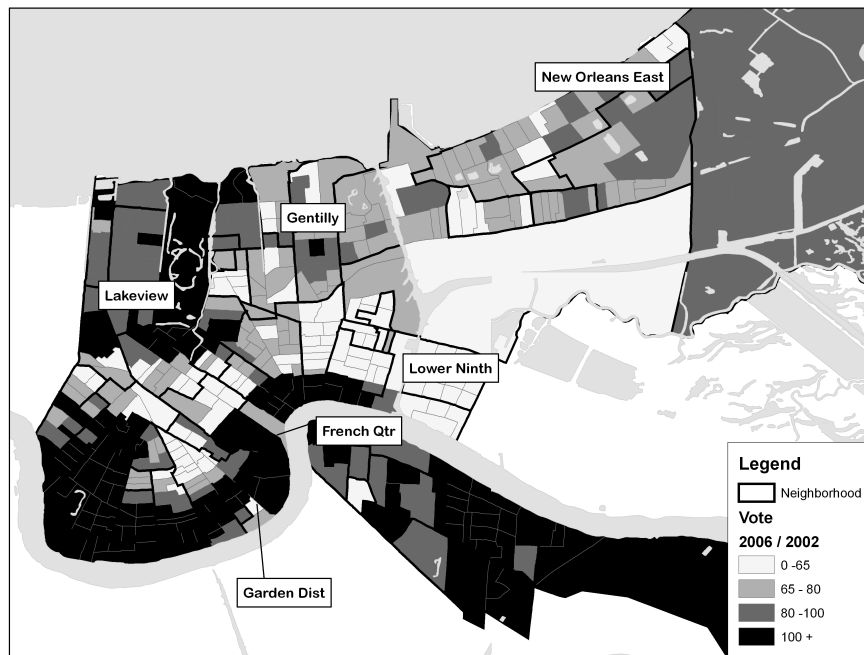 New Orleans East
Gentilly
Lakeview
Lower Ninth
French Qtr
Garden Dist
Legend
Neighborhood
Vote
2006 / 2002
0 -65
65 - 80
80 -100
100 +